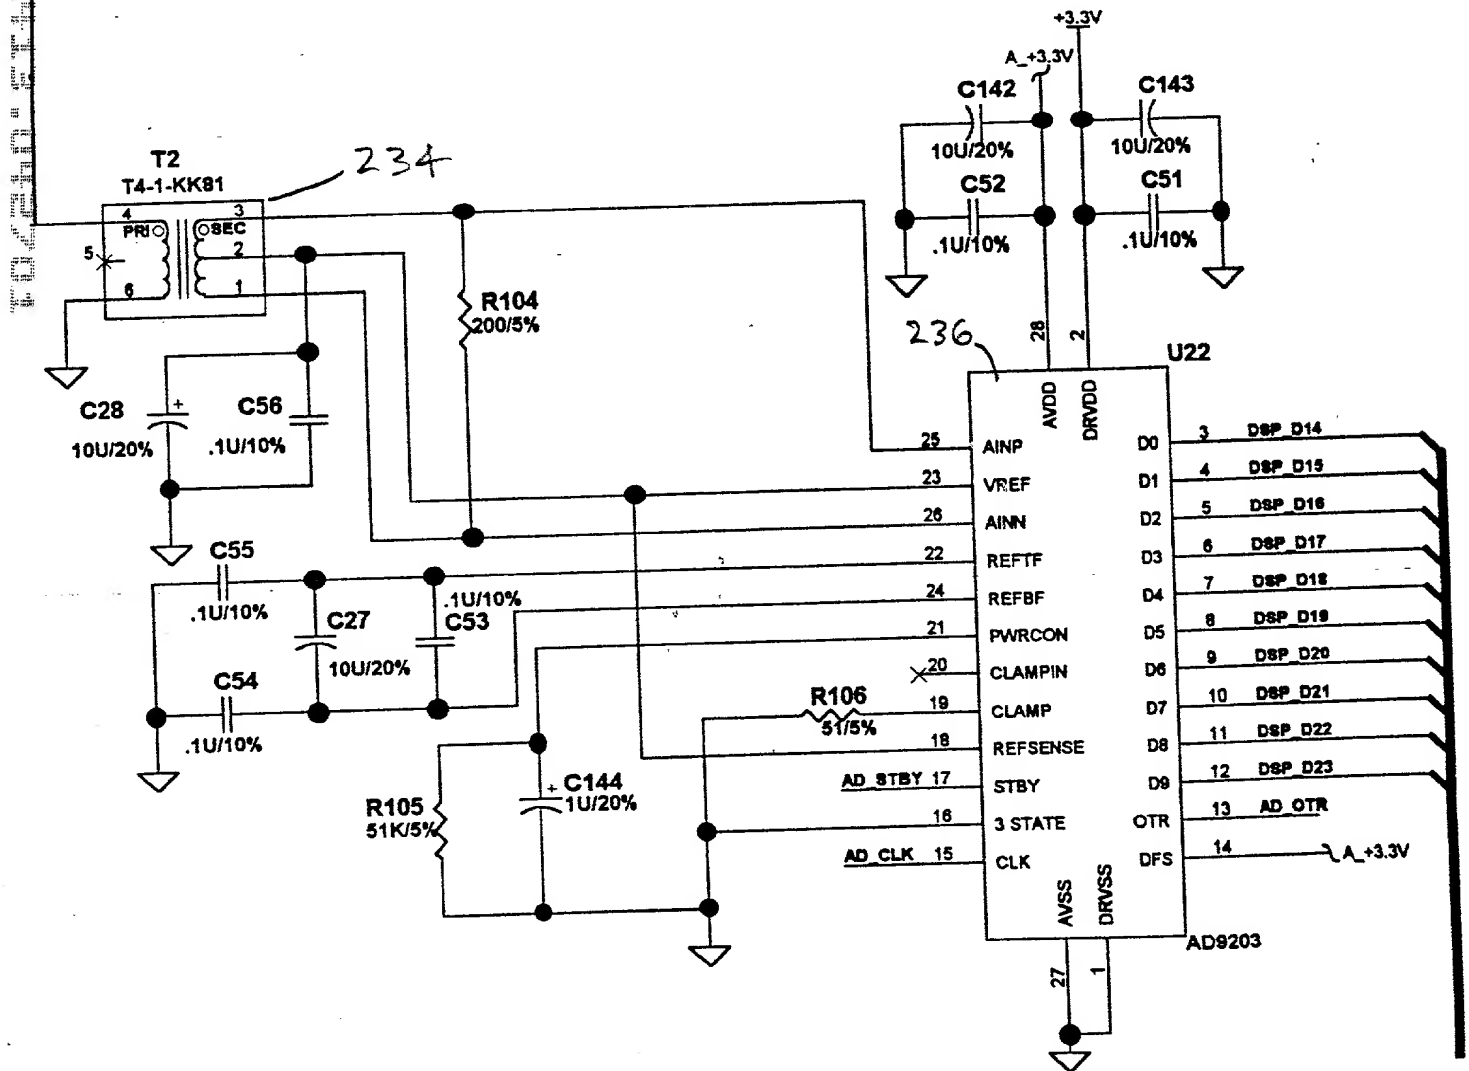 +3.3V
A_+3.3V
C142
C143
10U/20%
10U/20%
C52
C51
.1U/10%
.1U/10%
T2
T4-1-KK81
234
4
3
PRI
SEC
5
2
6
1
R104
200/5%
C28
+
10U/20%
C56
.1U/10%
236
28
2
U22
AVDD
DRVDD
25
AINP
D0
3
DSP_D14
23
VREF
D1
4
DSP_D15
26
AINN
D2
5
DSP_D16
22
REFTF
D3
6
DSP_D17
24
REFBF
D4
7
DSP_D18
21
PWRCON
D5
8
DSP_D19
20
CLAMPIN
D6
9
DSP_D20
19
CLAMP
D7
10
DSP_D21
18
REFSENSE
D8
11
DSP_D22
AD_STBY
17
STBY
D9
12
DSP_D23
16
3 STATE
OTR
13
AD_OTR
AD_CLK
15
CLK
DFS
14
A_+3.3V
C55
.1U/10%
.1U/10%
C53
C27
10U/20%
C54
.1U/10%
R106
51/5%
R105
51K/5%
+
C144
1U/20%
AVSS
DRVSS
AD9203
27
1